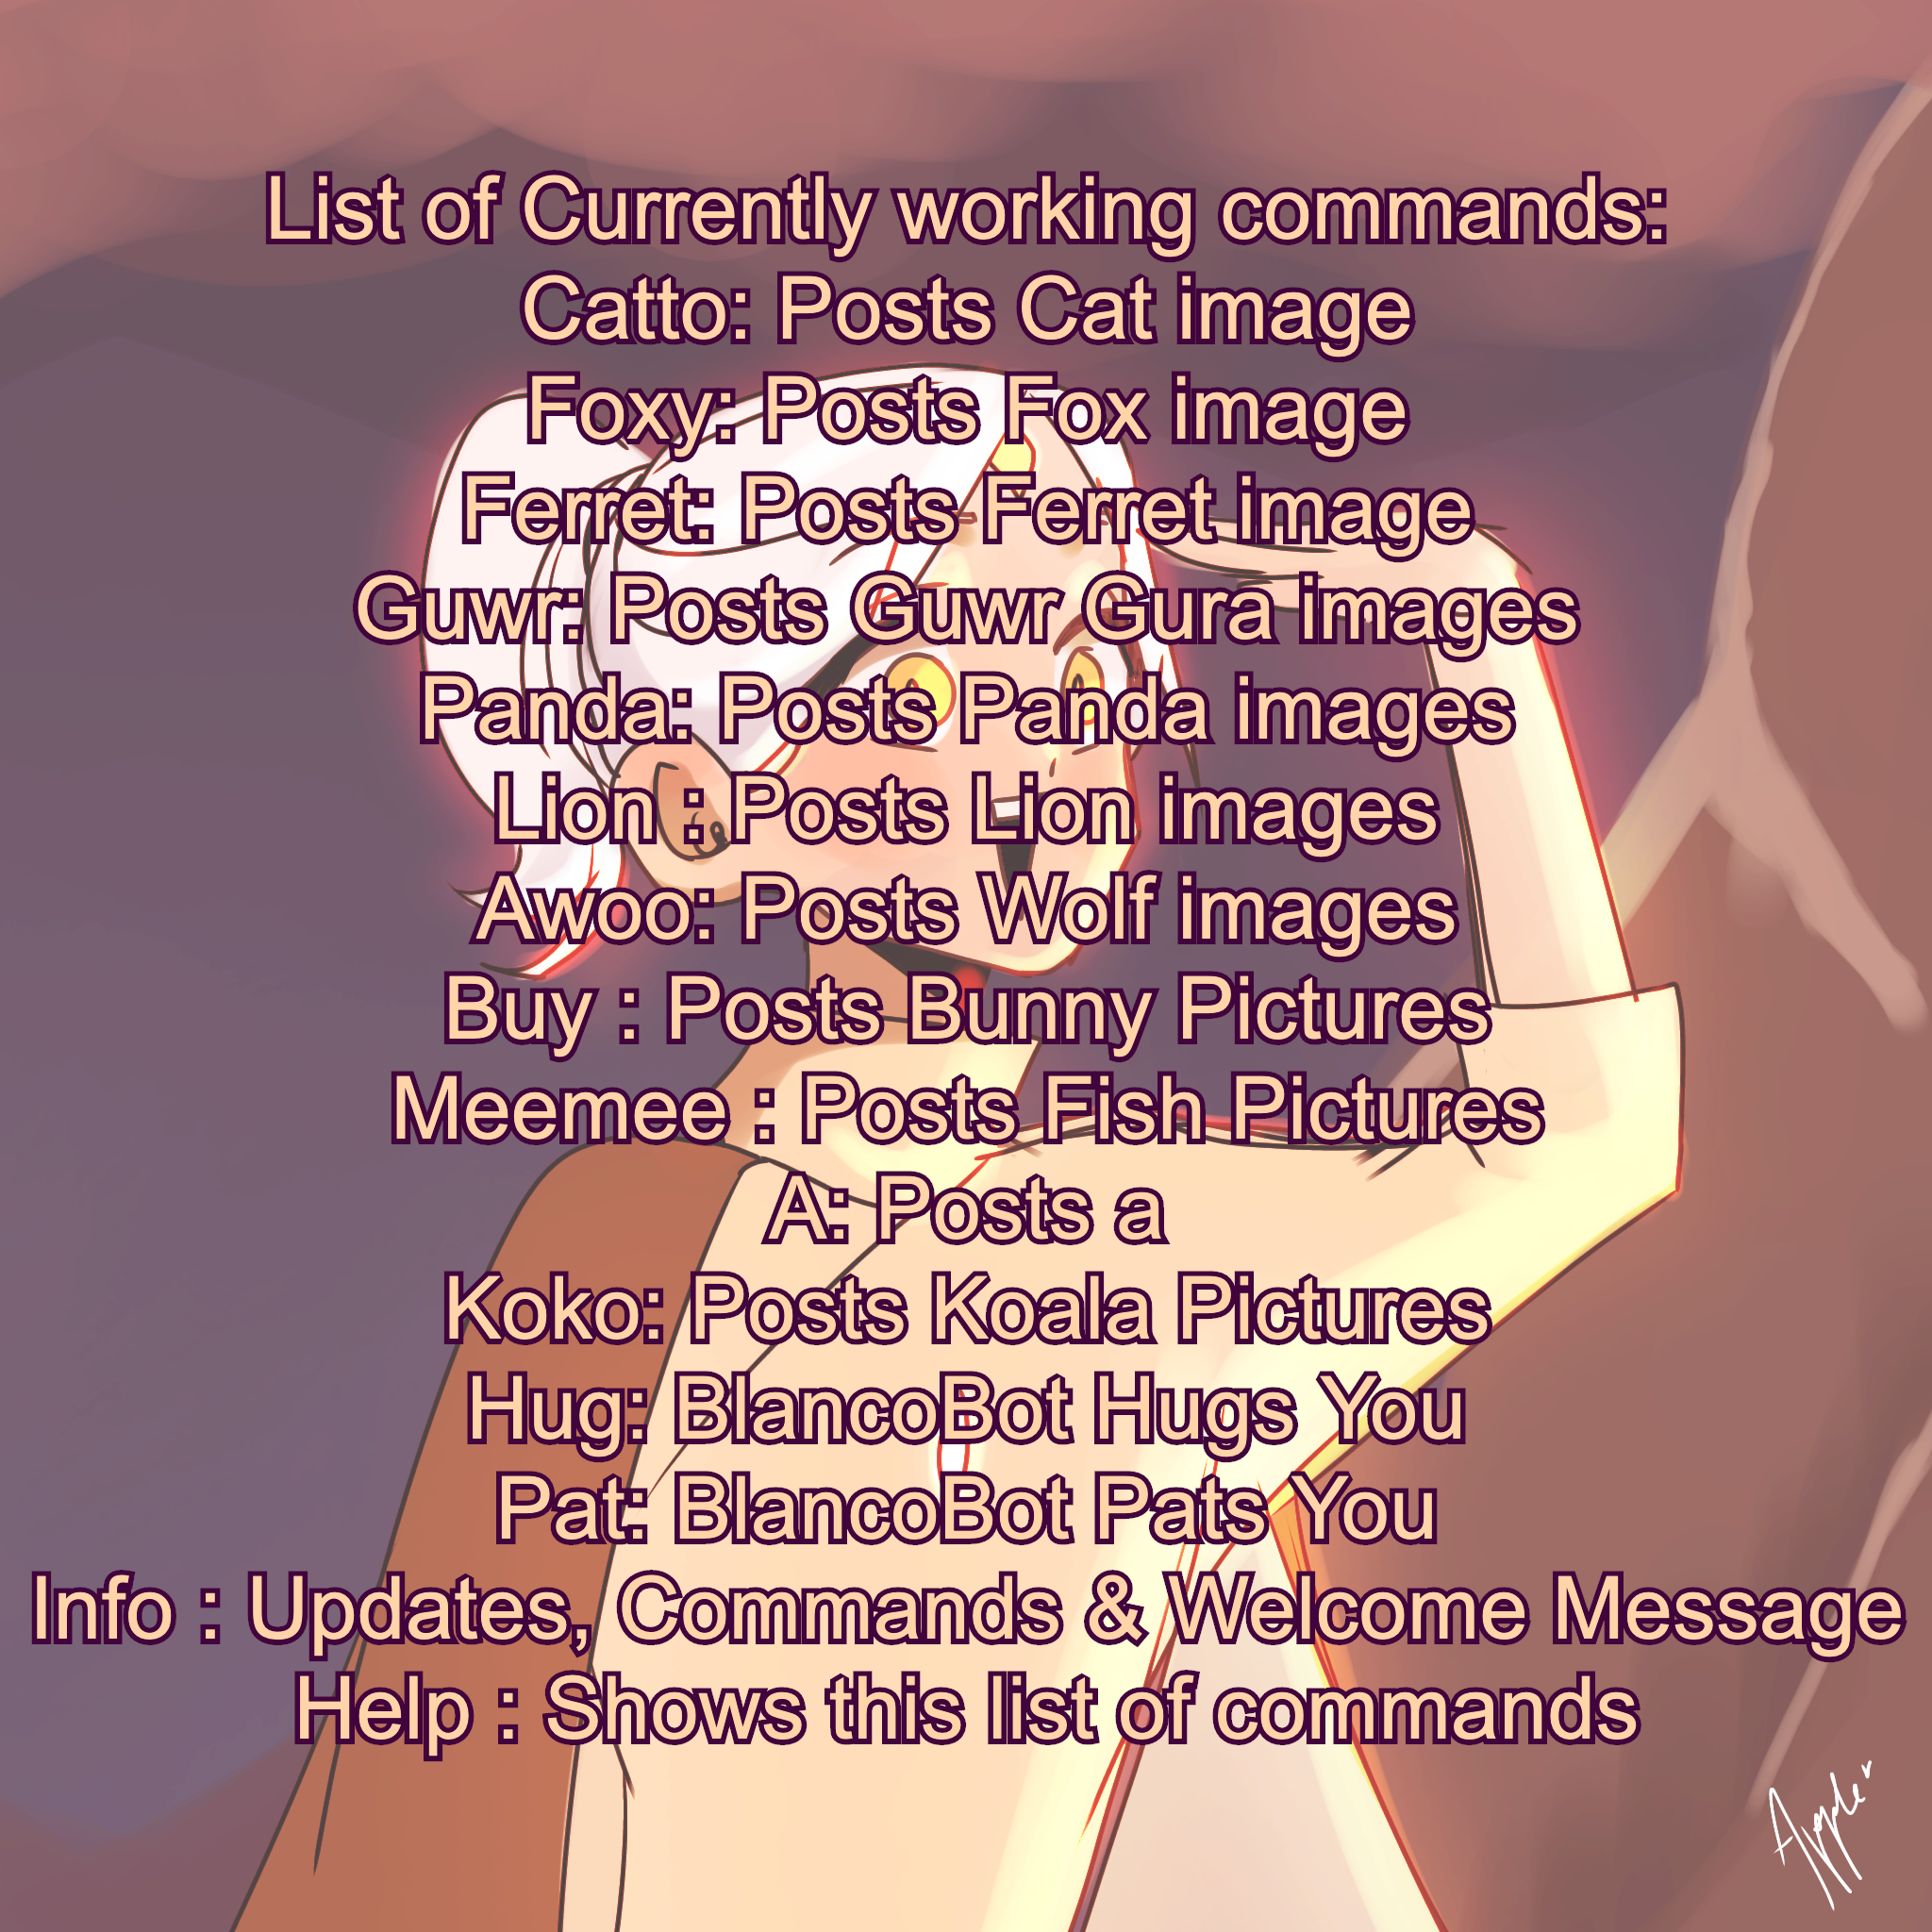 List of Currently working commands:
Catto: Posts Cat image
Foxy: Posts Fox image
Ferret: Posts Ferret image
Guwr: Posts Guwr Gura images
Panda: Posts Panda images
Lion : Posts Lion images
Awoo: Posts Wolf images
Buy : Posts Bunny Pictures
Meemee : Posts Fish Pictures
A: Posts a
Koko: Posts Koala Pictures
Hug: BlancoBot Hugs You
Pat: BlancoBot Pats You
Info : Updates, Commands & Welcome Message
Help : Shows this list of commands
Apple